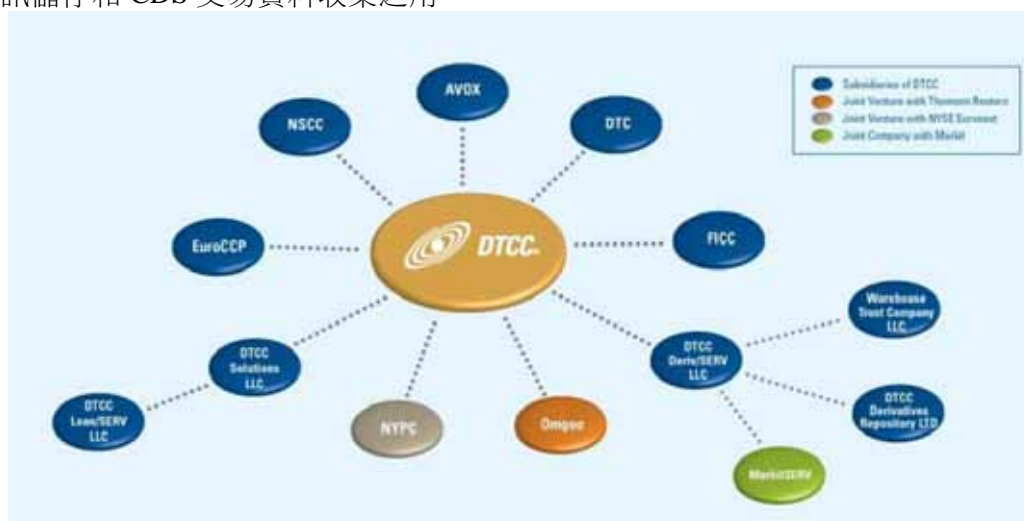 AVOX
NSCC
DTC
Subsidiaries of DTCC
Joint Venture with Thomson Reuters
Joint Venture with NYSE Euronext
Joint Company with Markit
EuroCCP
DTCC
FICC
Warehouse
Trust Company
LLC
DTCC
Solutions
LLC
DTCC
Deriv/SERV
LLC
DTCC
Loan/SERV
LLC
NYPC
Omgeo
DTCC
Derivatives
Repository LTD
MarkitSERV